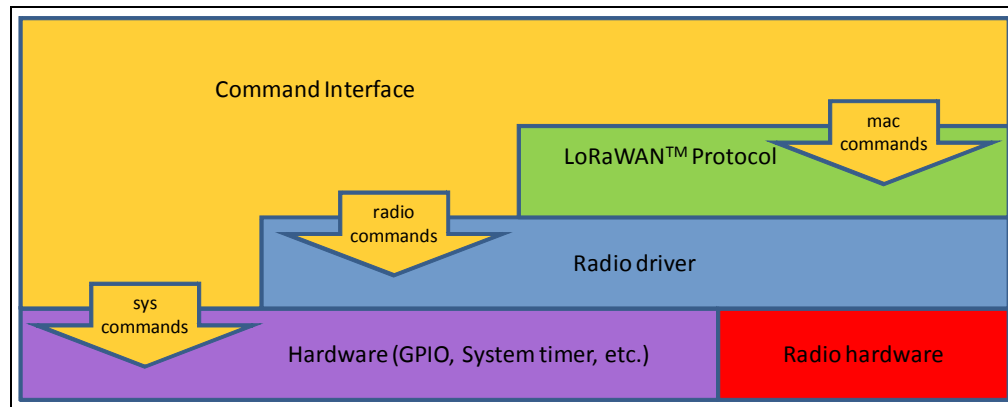 Command Interface
mac
commands
LoRaWAN™ Protocol
radio
commands
Radio driver
sys
commands
Hardware (GPIO, System timer, etc.)
Radio hardware